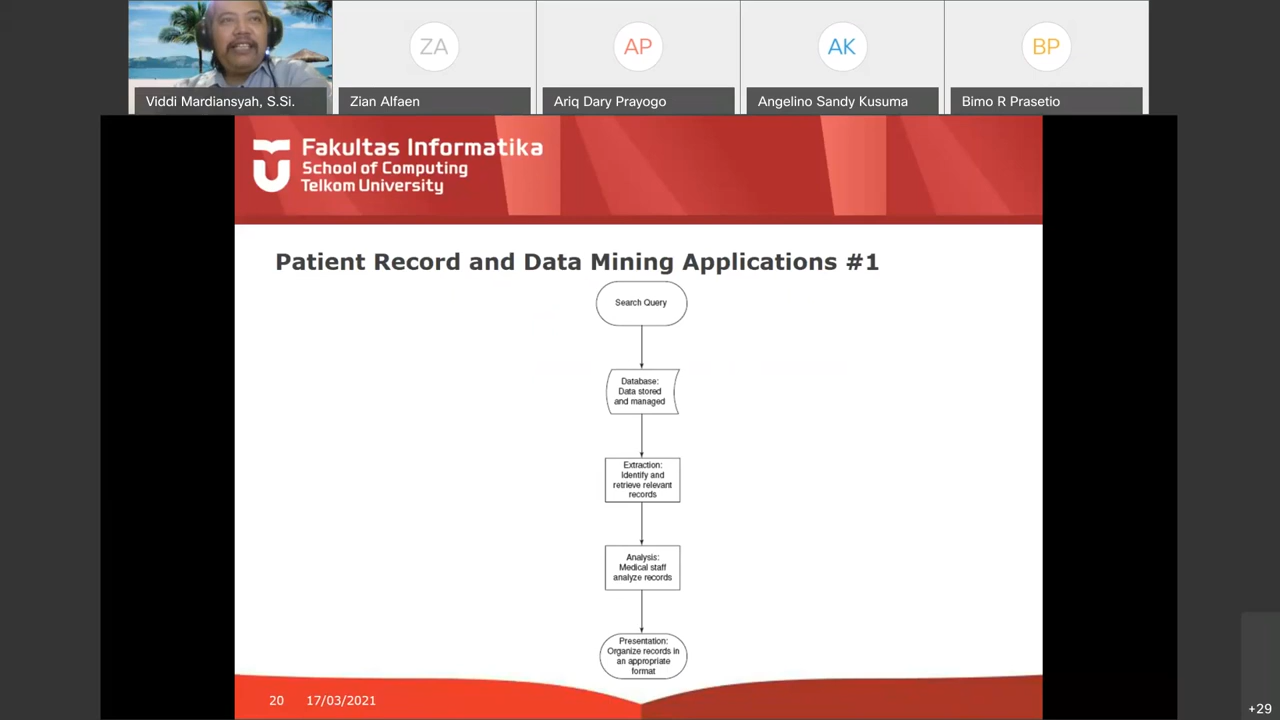 ZA
AP
AK
BP
Viddi Mardiansyah, S.Si.
Zian Alfaen
Ariq Dary Prayogo
Angelino Sandy Kusuma
Bimo R Prasetio
Fakultas Informatika
School of Computing
Telkom University
Patient Record and Data Mining Applications #1
Search Query
Database:
Data stored
and managed
Extraction:
Identify and
retrieve relevant
records
Analysis:
Medical staff
analyze records
Presentation:
Organize records in
an appropriate
format
20 17/03/2021
+29